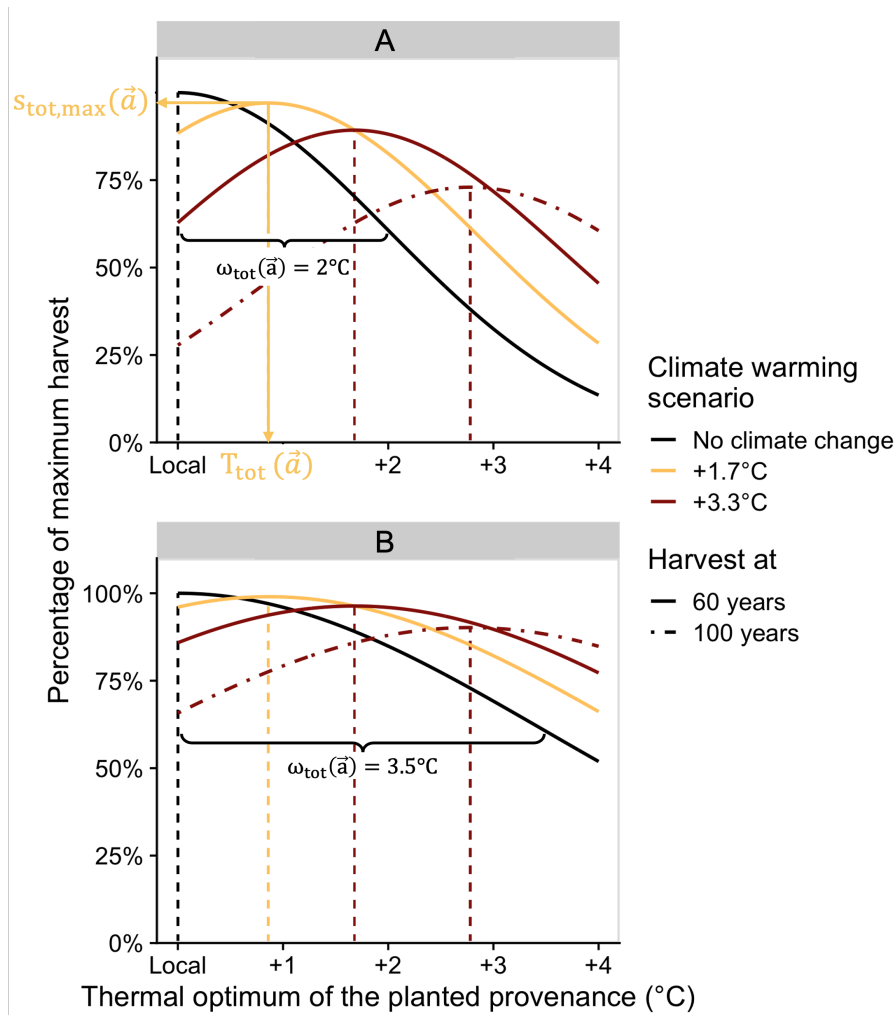 A
s_tot,max(a⃗)
75%
50%
25%
0%
ω_tot(a⃗) = 2°C
Local
T_tot (a⃗)
+2
+3
+4
Percentage of maximum harvest
B
100%
75%
50%
25%
0%
ω_tot(a⃗) = 3.5°C
Local
+1
+2
+3
+4
Thermal optimum of the planted provenance (°C)
Climate warming
scenario
No climate change
+1.7°C
+3.3°C
Harvest at
60 years
100 years